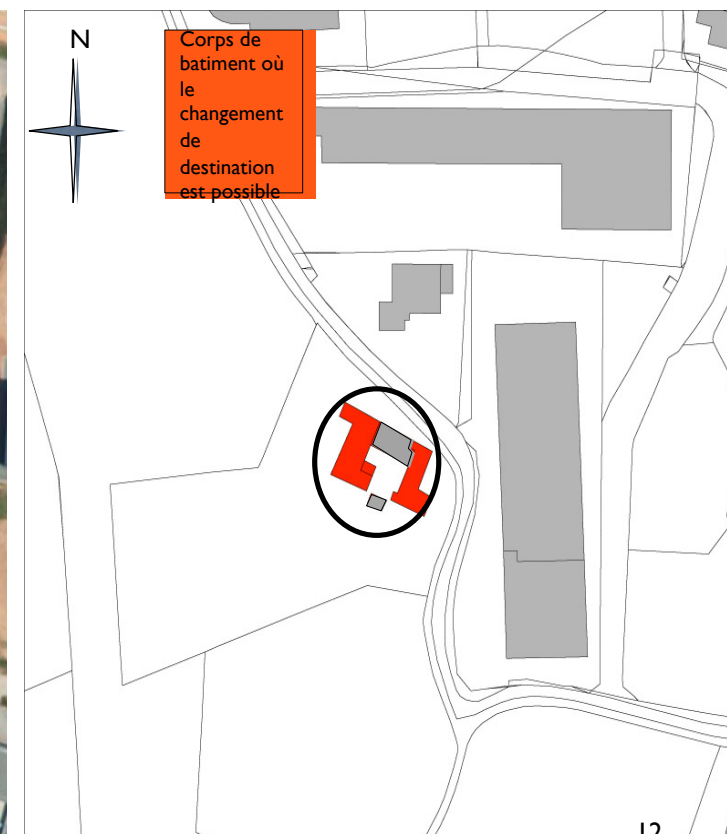 N
Corps de
batiment où
le
changement
de
destination
est possible
12